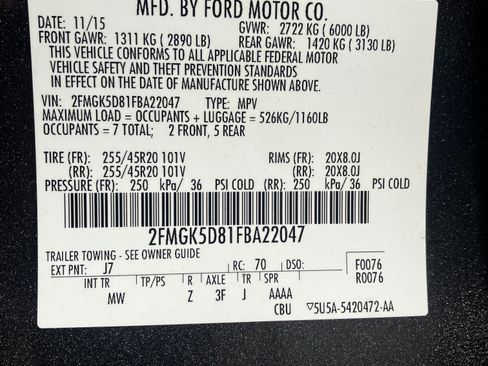 MFD. BY FORD MOTOR CO.
DATE: 11/15 GVWR: 2722 KG ( 6000 LB)
FRONT GAWR: 1311 KG ( 2890 LB) REAR GAWR: 1420 KG ( 3130 LB)
THIS VEHICLE CONFORMS TO ALL APPLICABLE FEDERAL MOTOR
VEHICLE SAFETY AND THEFT PREVENTION STANDARDS
IN EFFECT ON THE DATE OF MANUFACTURE SHOWN ABOVE.
VIN: 2FMGK5D81FBA22047 TYPE: MPV
MAXIMUM LOAD = OCCUPANTS + LUGGAGE = 526KG/1160LB
OCCUPANTS = 7 TOTAL; 2 FRONT, 5 REAR
TIRE (FR): 255/45R20 101V RIMS (FR): 20X8.0J
(RR): 255/45R20 101V (RR): 20X8.0J
PRESSURE (FR): 250 kPa/ 36 PSI COLD (RR): 250 kPa/ 36 PSI COLD
2FMGK5D81FBA22047
TRAILER TOWING - SEE OWNER GUIDE F0076
EXT PNT: J7 RC: 70 DSO: R0076
INT TR TP/PS R AXLE TR SPR
MW Z 3F J AAAA
CBU ▽5U5A-5420472-AA